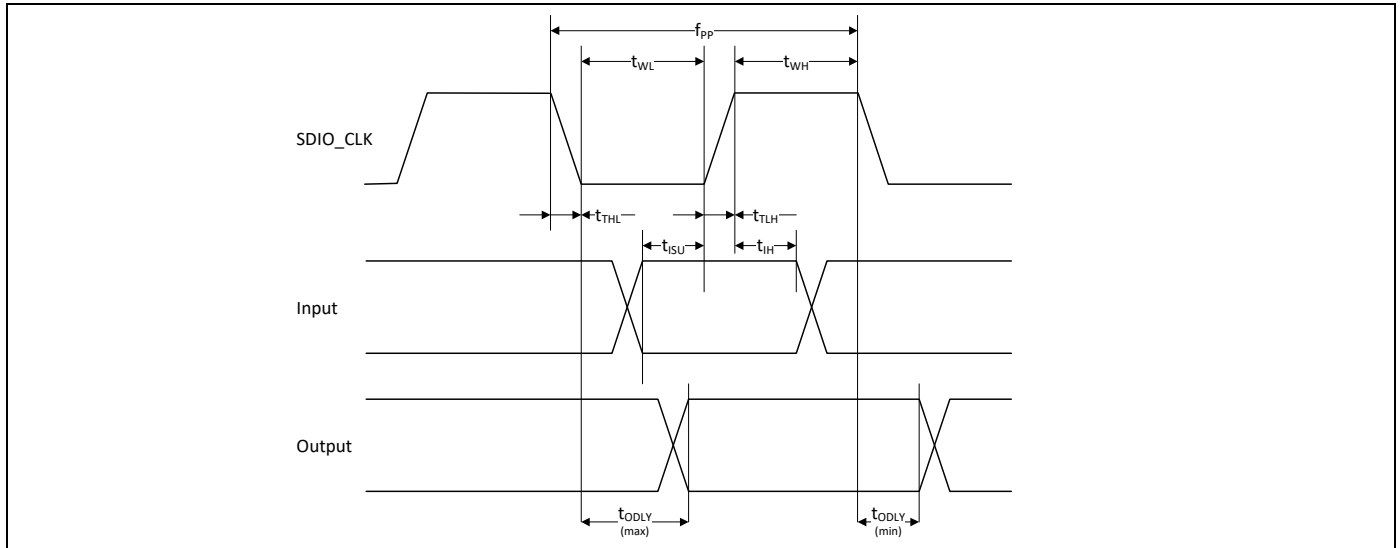 fPP
tWL
tWH
SDIO_CLK
tTHL
tTLH
tISU
tIH
Input
Output
tODLY
(max)
tODLY
(min)